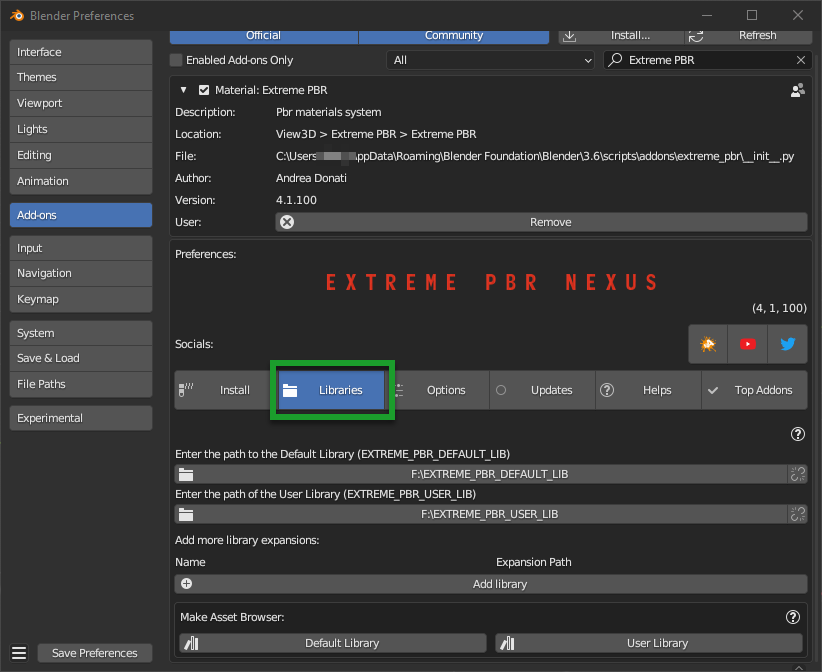 Blender Preferences
Interface
Themes
Viewport
Lights
Editing
Animation
Add-ons
Input
Navigation
Keymap
System
Save & Load
File Paths
Experimental
Save Preferences
Official Community Install... Refresh
Enabled Add-ons Only All Extreme PBR
Material: Extreme PBR
Description: Pbr materials system
Location: View3D > Extreme PBR > Extreme PBR
File: C:\Users ppData\Roaming\Blender Foundation\Blender\3.6\scripts\addons\extreme_pbr\__init__.py
Author: Andrea Donati
Version: 4.1.100
User: Remove
Preferences:
EXTREME PBR NEXUS
(4, 1, 100)
Socials:
Install Libraries Options Updates Helps Top Addons
Enter the path to the Default Library (EXTREME_PBR_DEFAULT_LIB)
F:\EXTREME_PBR_DEFAULT_LIB
Enter the path of the User Library (EXTREME_PBR_USER_LIB)
F:\EXTREME_PBR_USER_LIB
Add more library expansions:
Name Expansion Path
Add library
Make Asset Browser:
Default Library User Library